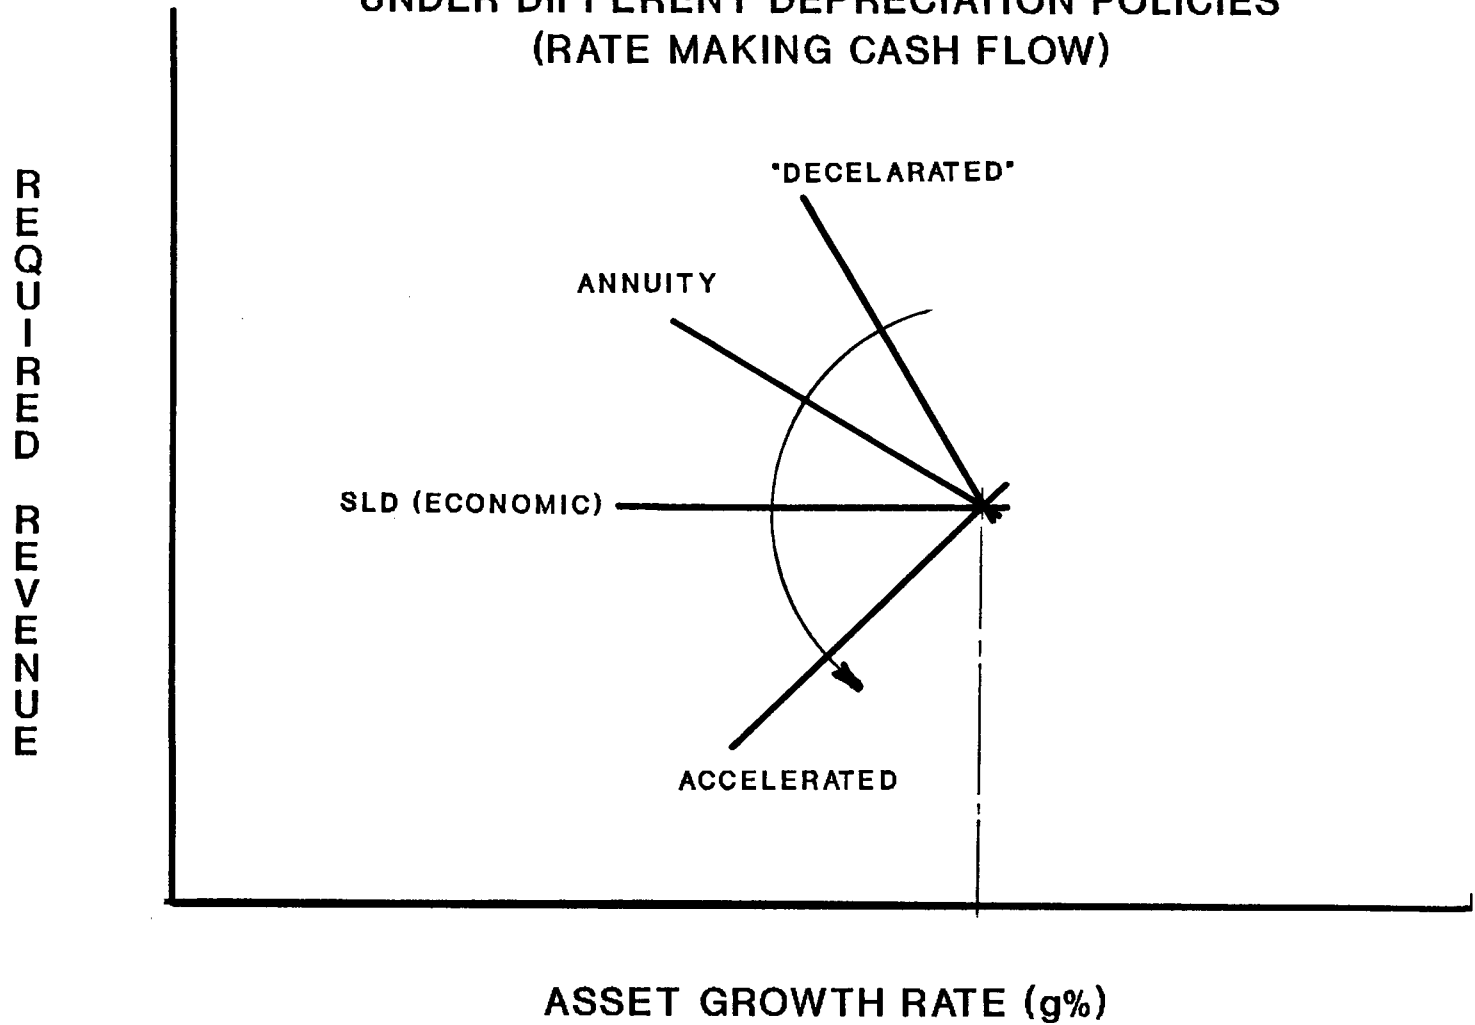 UNDER DIFFERENT DEPRECIATION POLICIES
(RATE MAKING CASH FLOW)
"DECELARATED"
ANNUITY
SLD (ECONOMIC)
ACCELERATED
REQUIRED REVENUE
ASSET GROWTH RATE (g%)